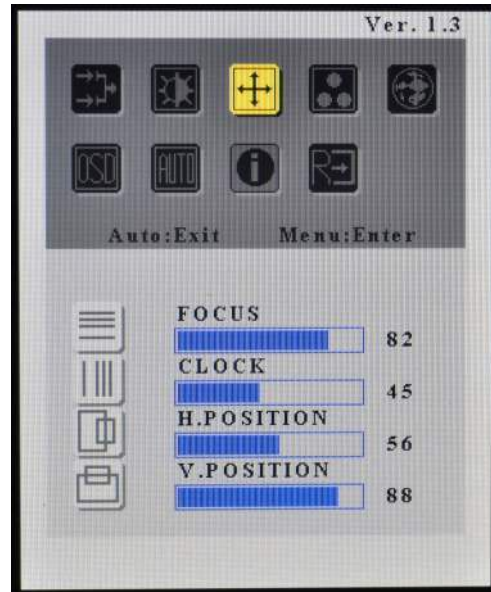 Ver. 1.3
OSD AUTO i R
Auto:Exit Menu:Enter
FOCUS
82
CLOCK
45
H.POSITION
56
V.POSITION
88